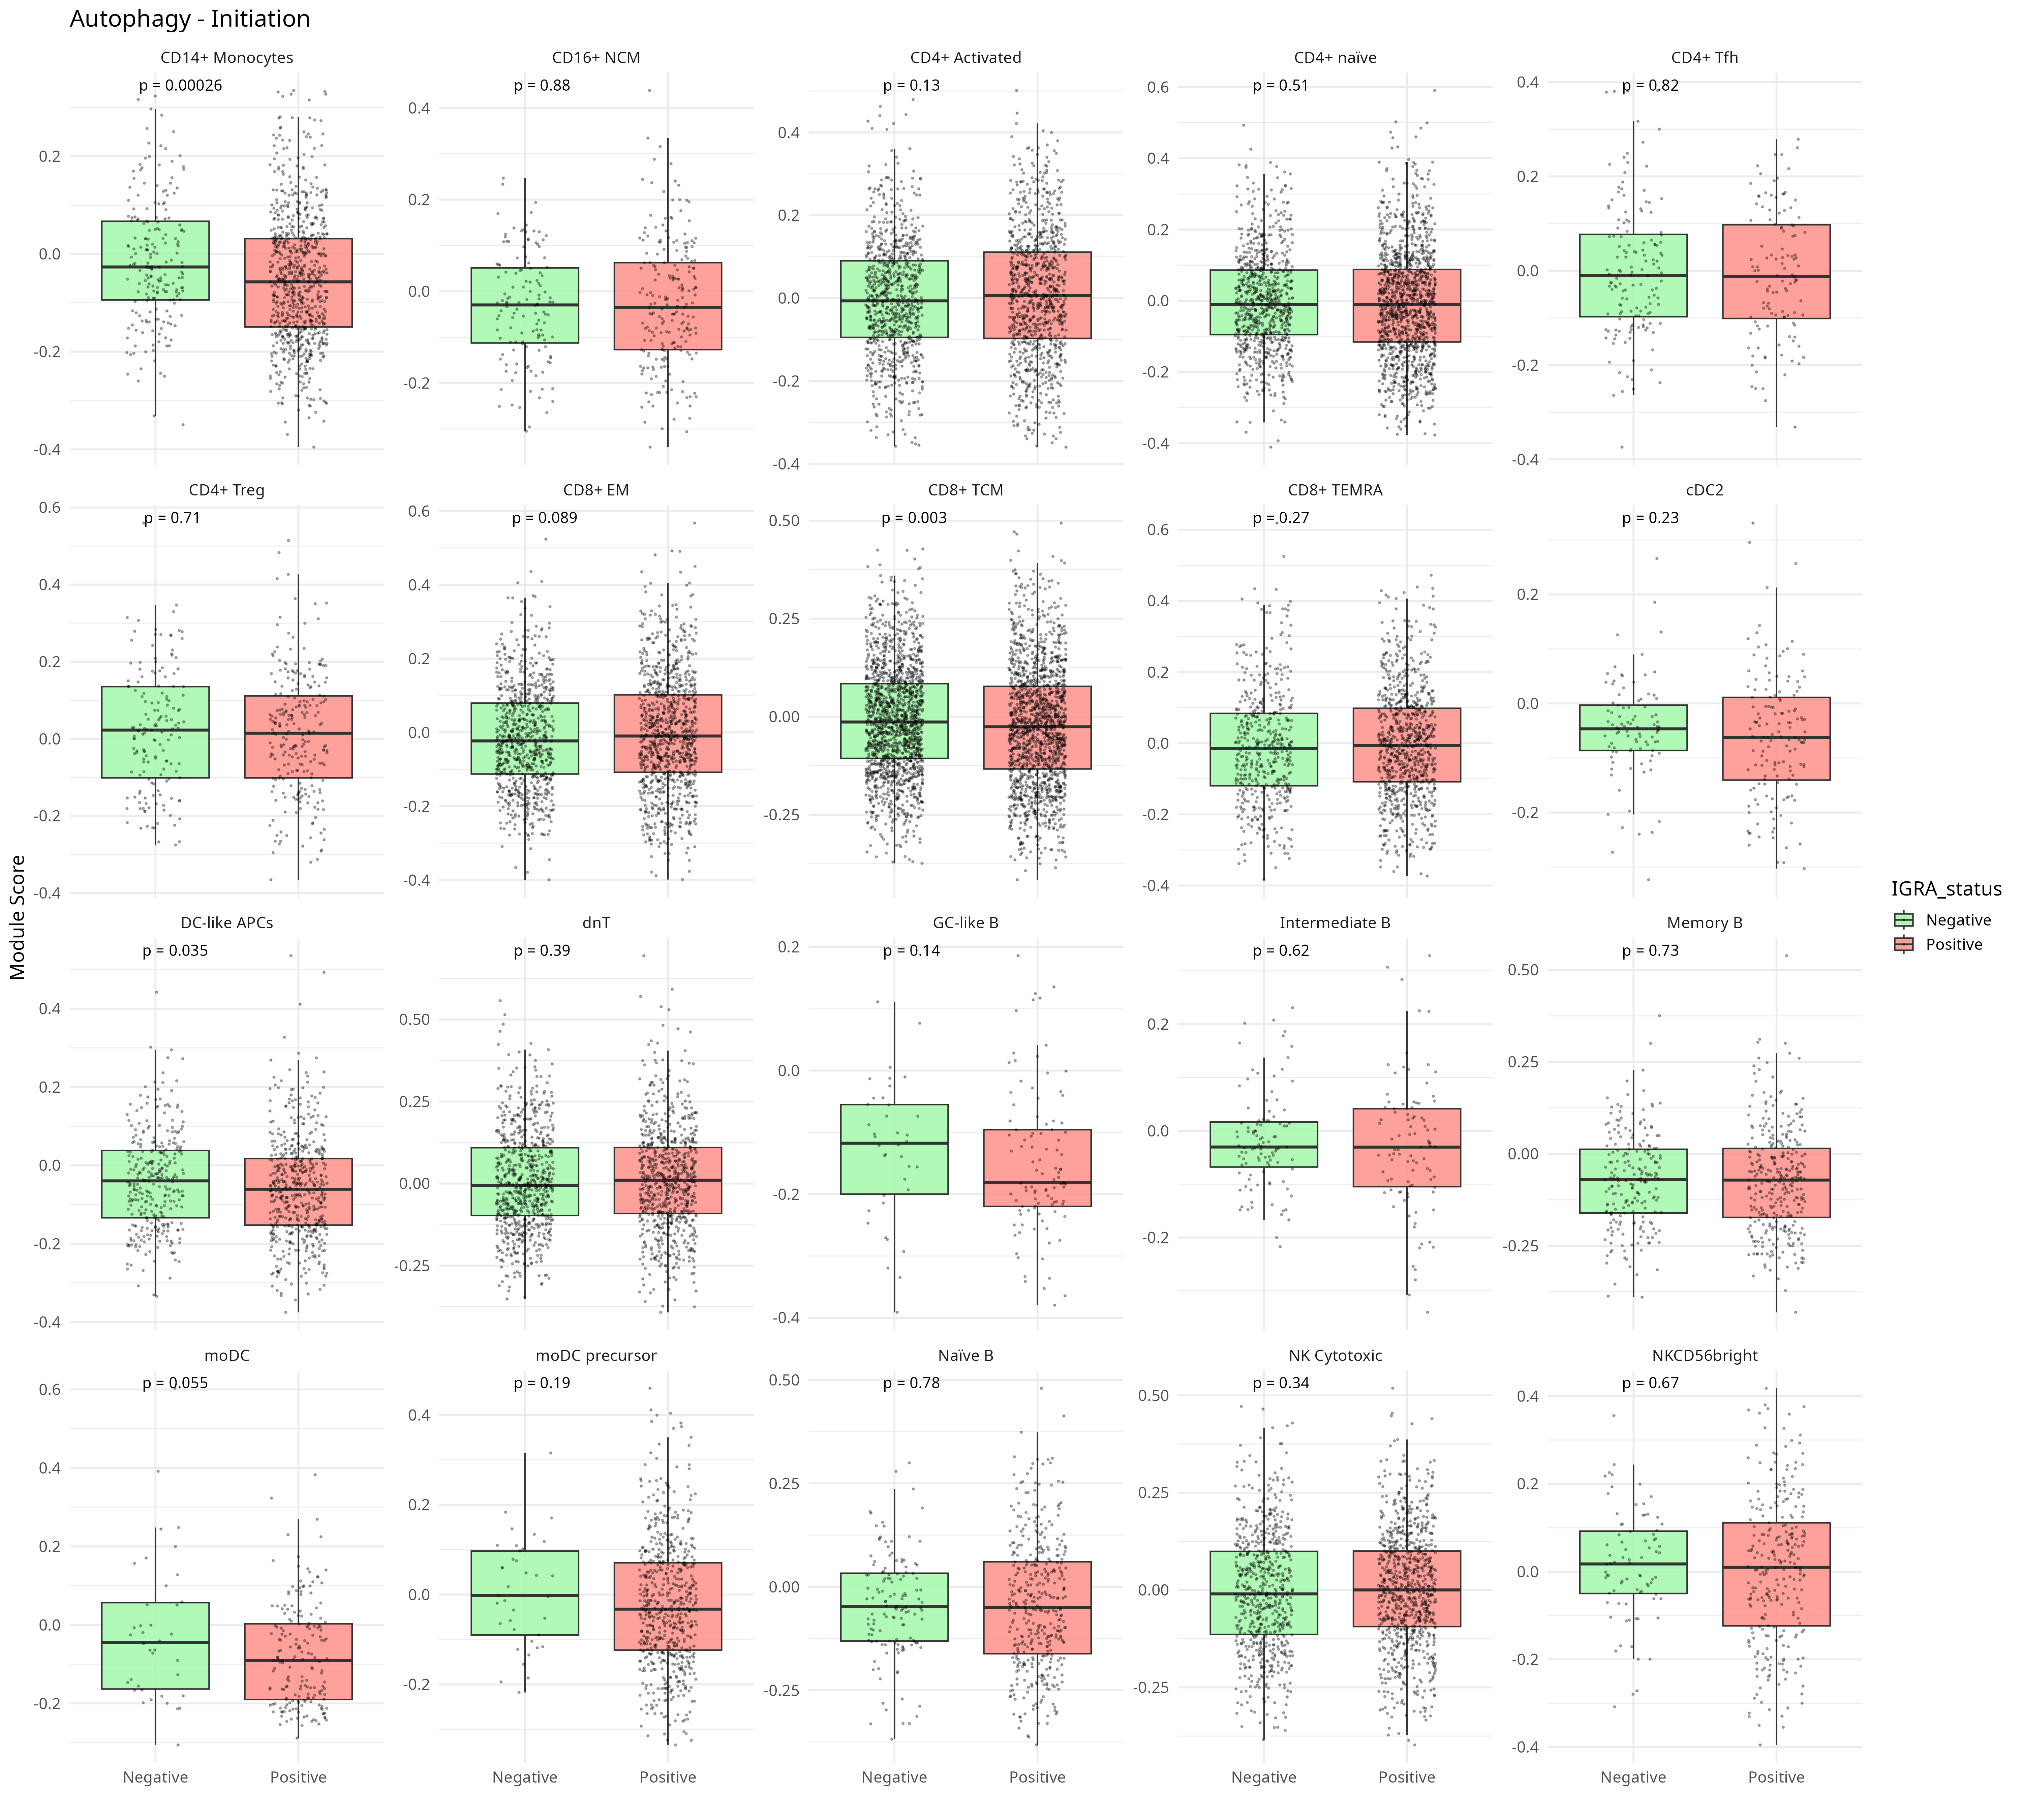 Autophagy - Initiation
CD14+ Monocytes
CD16+ NCM
CD4+ Activated
CD4+ naïve
CD4+ Tfh
p = 0.00026
p = 0.88
p = 0.13
p = 0.51
p = 0.82
0.2
0.0
-0.2
-0.4
0.4
0.2
0.0
-0.2
0.4
0.2
0.0
-0.2
-0.4
0.6
0.4
0.2
0.0
-0.2
-0.4
0.4
0.2
0.0
-0.2
-0.4
CD4+ Treg
CD8+ EM
CD8+ TCM
CD8+ TEMRA
cDC2
p = 0.71
p = 0.089
p = 0.003
p = 0.27
p = 0.23
0.6
0.4
0.2
0.0
-0.2
-0.4
0.6
0.4
0.2
0.0
-0.2
-0.4
0.50
0.25
0.00
-0.25
0.6
0.4
0.2
0.0
-0.2
-0.4
0.2
0.0
-0.2
DC-like APCs
dnT
GC-like B
Intermediate B
Memory B
p = 0.035
p = 0.39
p = 0.14
p = 0.62
p = 0.73
0.4
0.2
0.0
-0.2
-0.4
0.50
0.25
0.00
-0.25
0.2
0.0
-0.2
-0.4
0.2
0.0
-0.2
0.50
0.25
0.00
-0.25
moDC
moDC precursor
Naïve B
NK Cytotoxic
NKCD56bright
p = 0.055
p = 0.19
p = 0.78
p = 0.34
p = 0.67
0.6
0.4
0.2
0.0
-0.2
0.4
0.2
0.0
-0.2
0.50
0.25
0.00
-0.25
0.50
0.25
0.00
-0.25
0.4
0.2
0.0
-0.2
-0.4
Negative
Positive
Negative
Positive
Negative
Positive
Negative
Positive
Negative
Positive
Module Score
IGRA_status
Negative
Positive